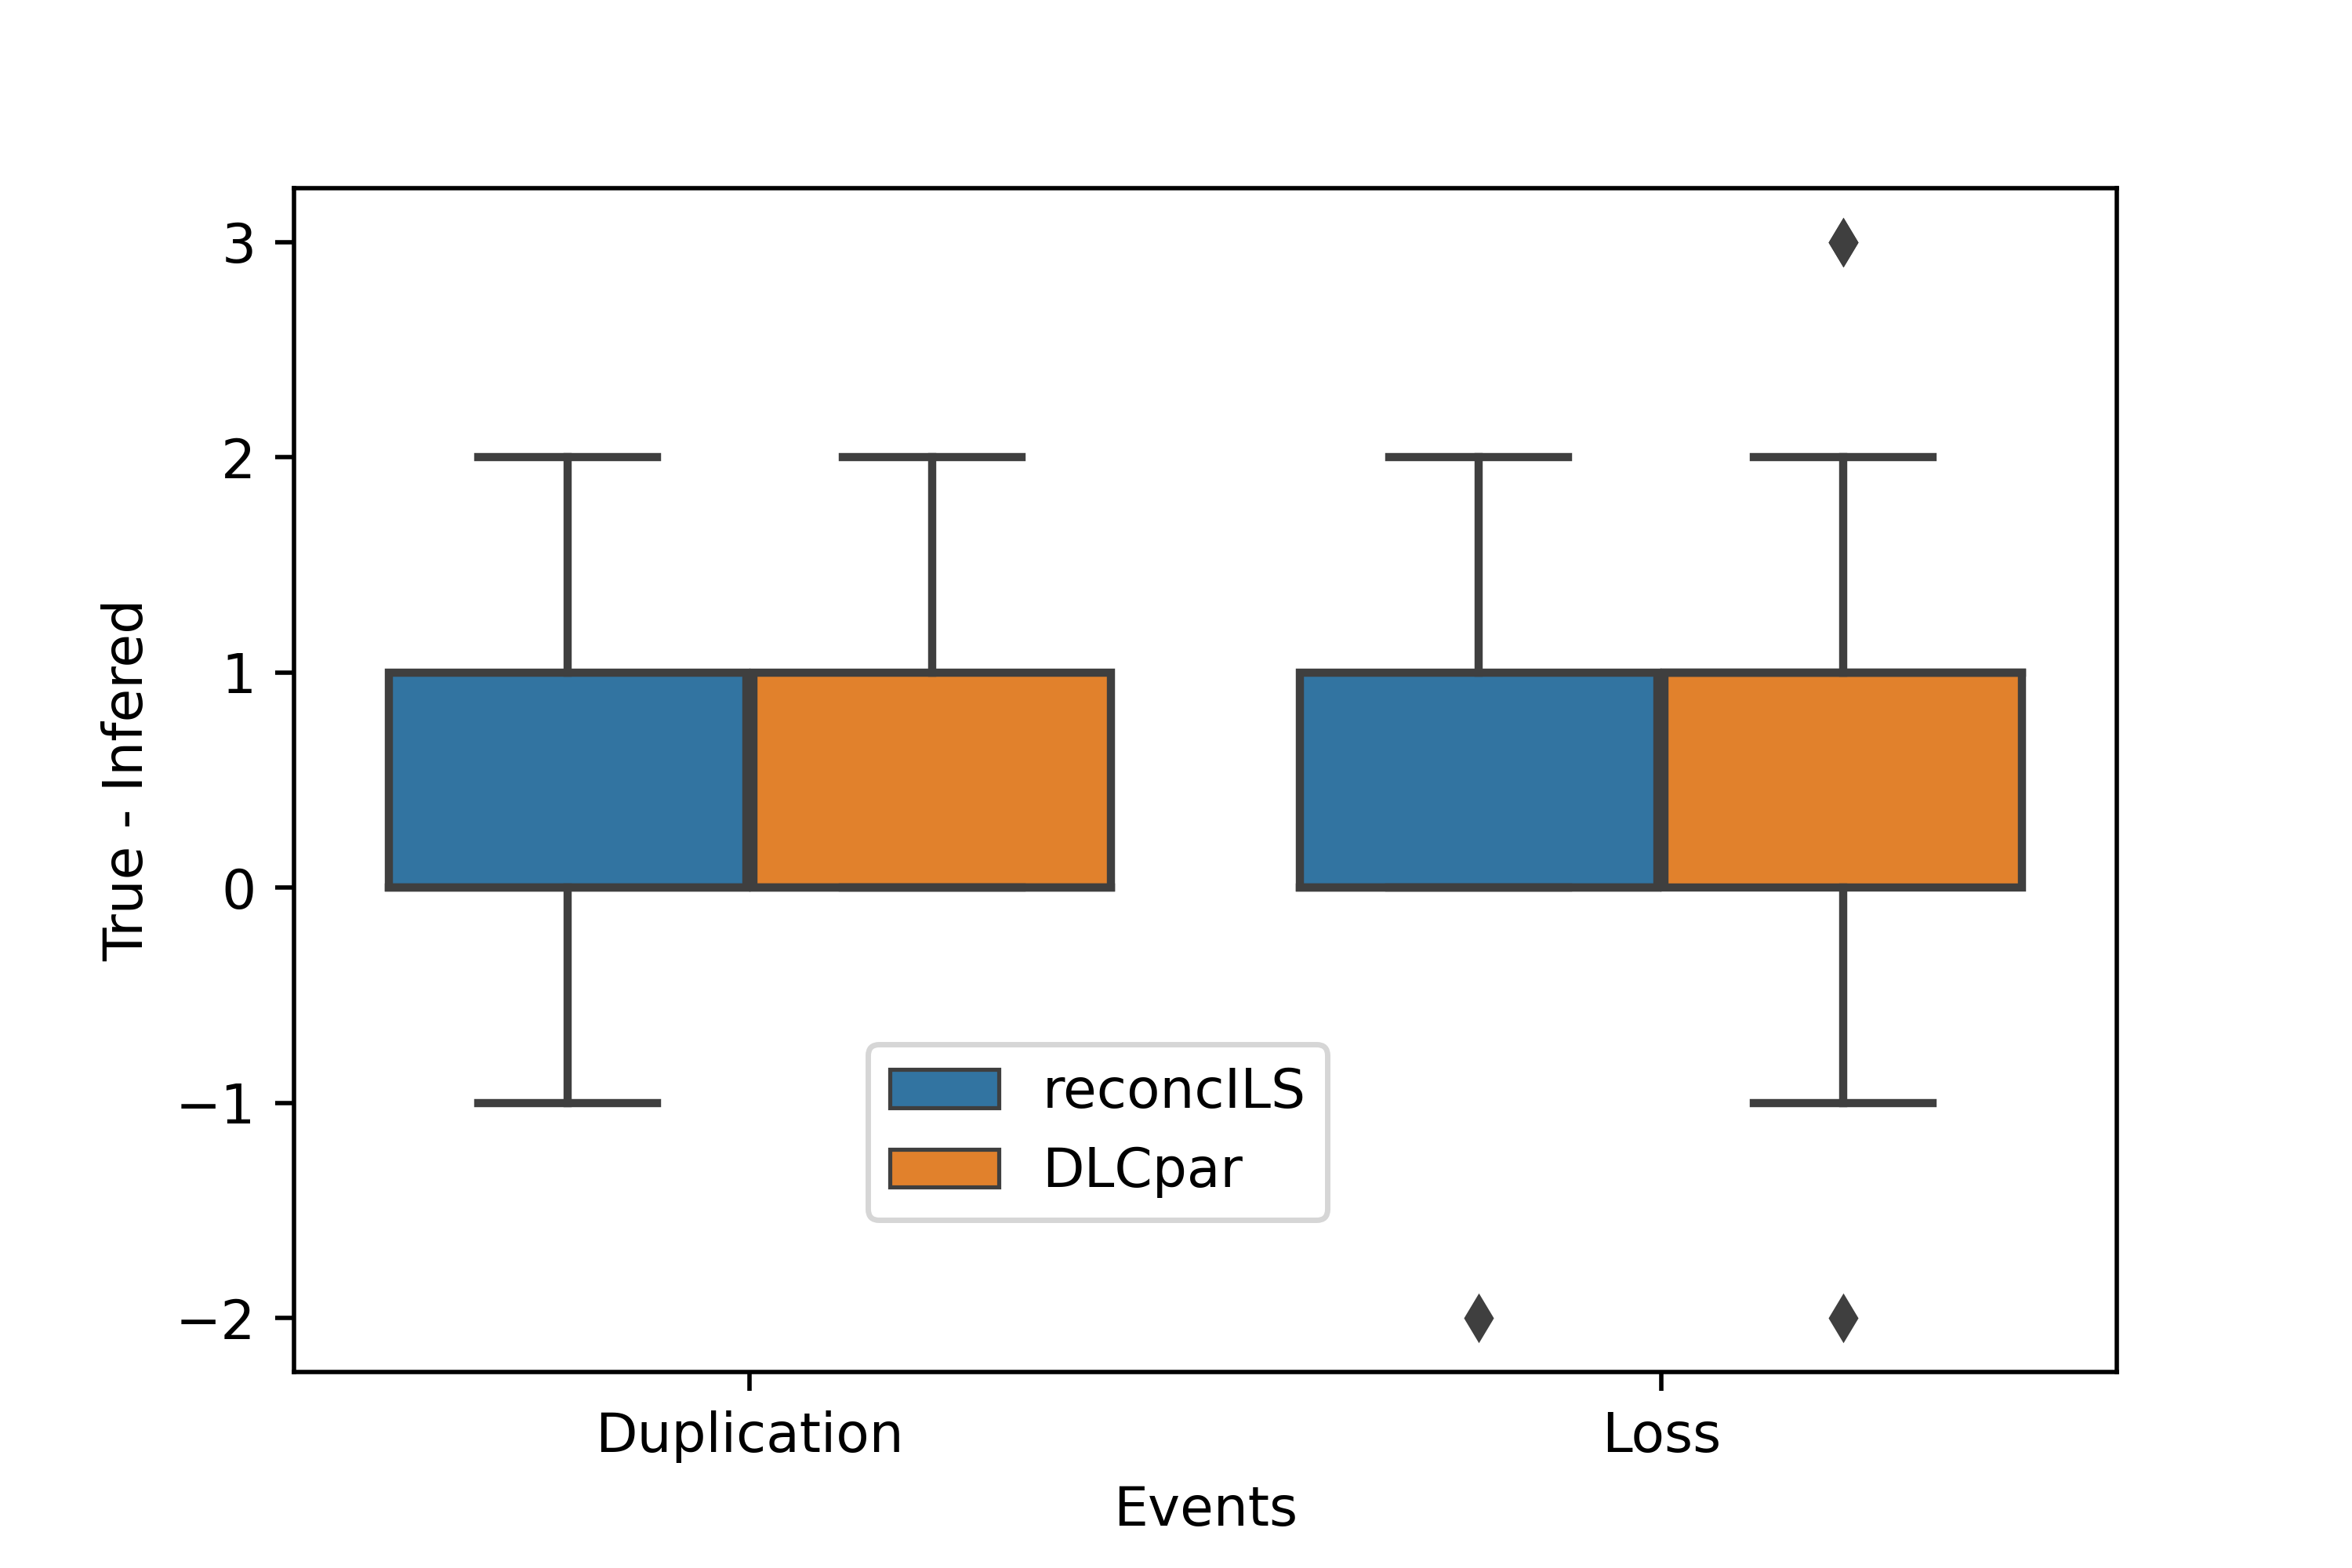 3
2
1
0
−1
−2
True - Infered
reconcILS
DLCpar
Duplication
Loss
Events